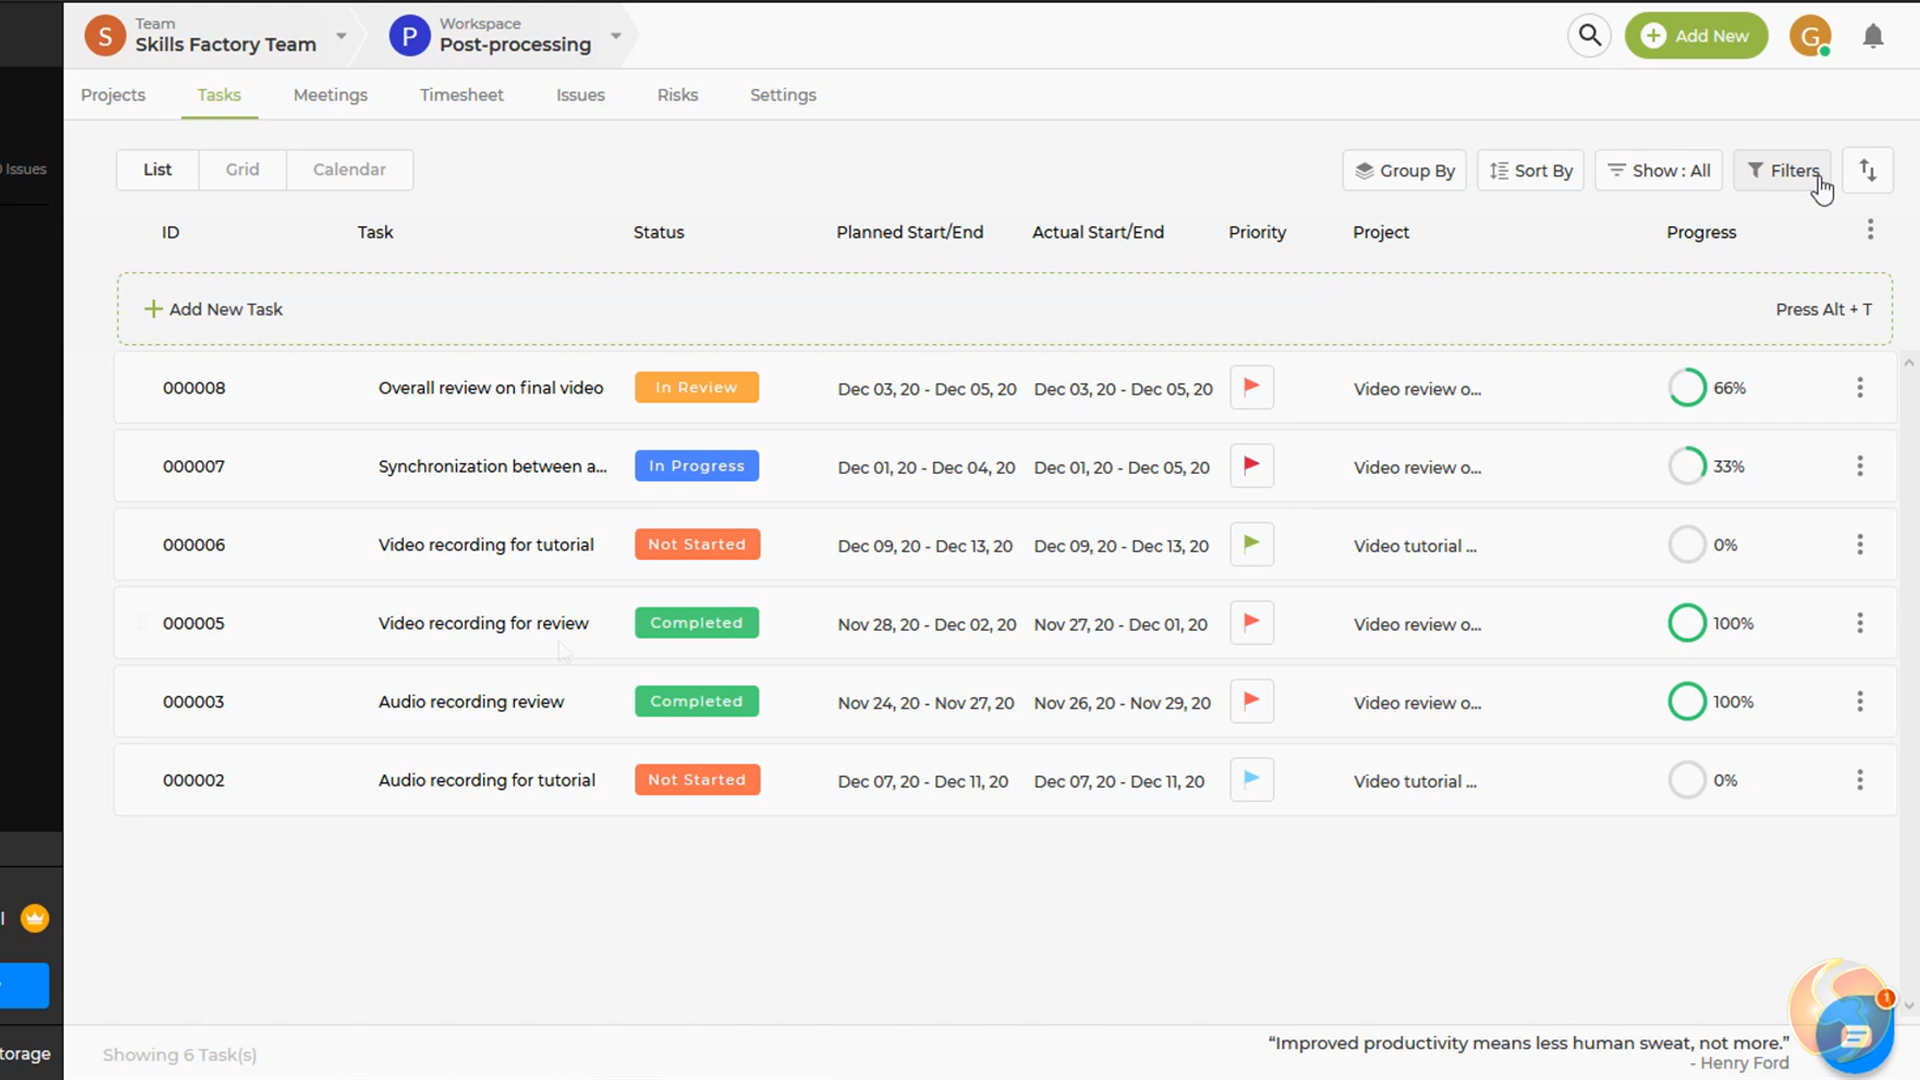 S Team
Skills Factory Team
P Workspace
Post-processing
Add New
G
Projects Tasks Meetings Timesheet Issues Risks Settings
Issues
List Grid Calendar
Group By Sort By Show : All Filters
ID Task Status Planned Start/End Actual Start/End Priority Project Progress
Add New Task Press Alt + T
000008 Overall review on final video In Review Dec 03, 20 - Dec 05, 20 Dec 03, 20 - Dec 05, 20 Video review o... 66%
000007 Synchronization between a... In Progress Dec 01, 20 - Dec 04, 20 Dec 01, 20 - Dec 05, 20 Video review o... 33%
000006 Video recording for tutorial Not Started Dec 09, 20 - Dec 13, 20 Dec 09, 20 - Dec 13, 20 Video tutorial ... 0%
000005 Video recording for review Completed Nov 28, 20 - Dec 02, 20 Nov 27, 20 - Dec 01, 20 Video review o... 100%
000003 Audio recording review Completed Nov 24, 20 - Nov 27, 20 Nov 26, 20 - Nov 29, 20 Video review o... 100%
000002 Audio recording for tutorial Not Started Dec 07, 20 - Dec 11, 20 Dec 07, 20 - Dec 11, 20 Video tutorial ... 0%
1
torage
Showing 6 Task(s)
“Improved productivity means less human sweat, not more.”
- Henry Ford